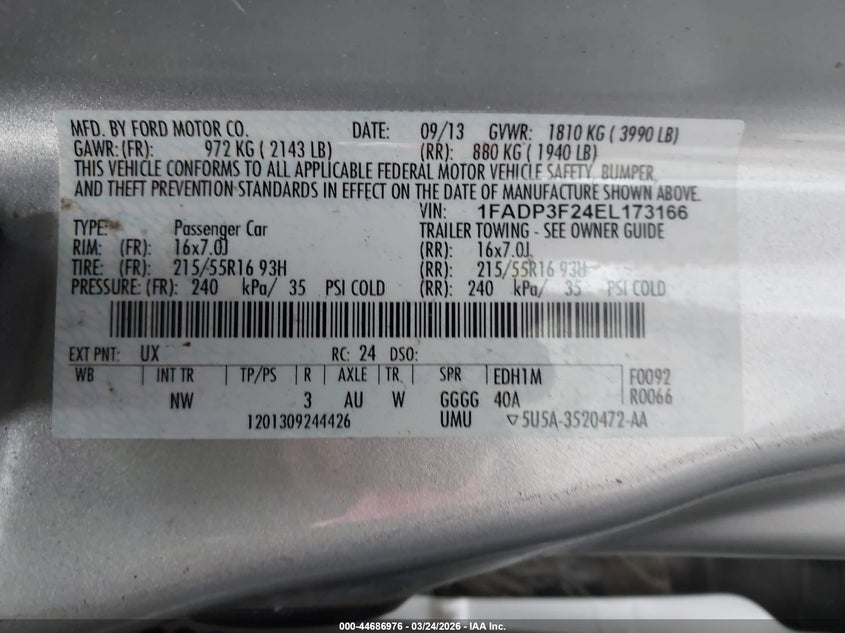 MFD. BY FORD MOTOR CO. DATE: 09/13 GVWR: 1810 KG ( 3990 LB)
GAWR: (FR): 972 KG ( 2143 LB) (RR): 880 KG ( 1940 LB)
THIS VEHICLE CONFORMS TO ALL APPLICABLE FEDERAL MOTOR VEHICLE SAFETY, BUMPER,
AND THEFT PREVENTION STANDARDS IN EFFECT ON THE DATE OF MANUFACTURE SHOWN ABOVE.
VIN: 1FADP3F24EL173166
TYPE: Passenger Car TRAILER TOWING - SEE OWNER GUIDE
RIM: (FR): 16x7.0J (RR): 16x7.0J
TIRE: (FR): 215/55R16 93H (RR): 215/55R16 93H
PRESSURE: (FR): 240 kPa/ 35 PSI COLD (RR): 240 kPa/ 35 PSI COLD
EXT PNT: UX RC: 24 DSO:
WB INT TR TP/PS R AXLE TR SPR EDH1M F0092
NW 3 AU W GGGG 40A R0066
1201309244426 UMU 5U5A-3520472-AA
000-44686976 - 03/24/2026 - IAA Inc.